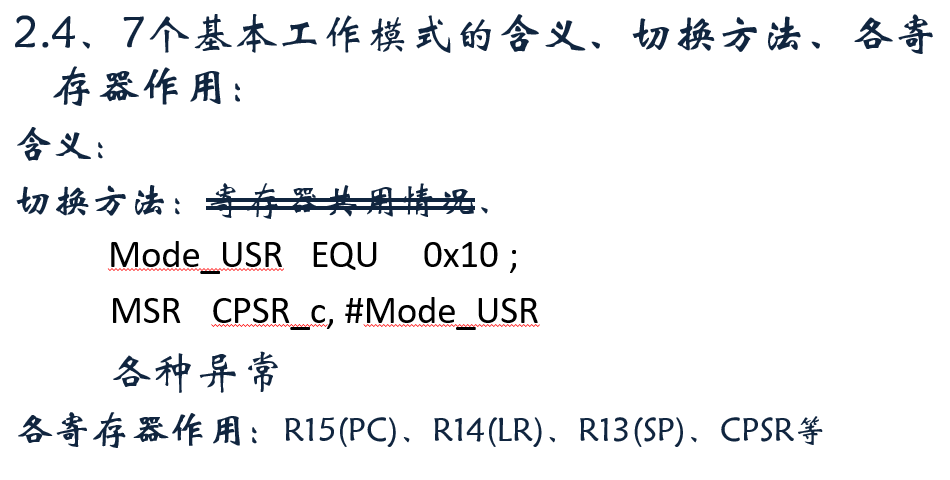 2.4、7个基本工作模式的含义、切换方法、各寄
存器作用：
含义：
切换方法：寄存器共用情况、
Mode_USR EQU 0x10 ;
MSR CPSR_c, #Mode_USR
各种异常
各寄存器作用：R15(PC)、R14(LR)、R13(SP)、CPSR等